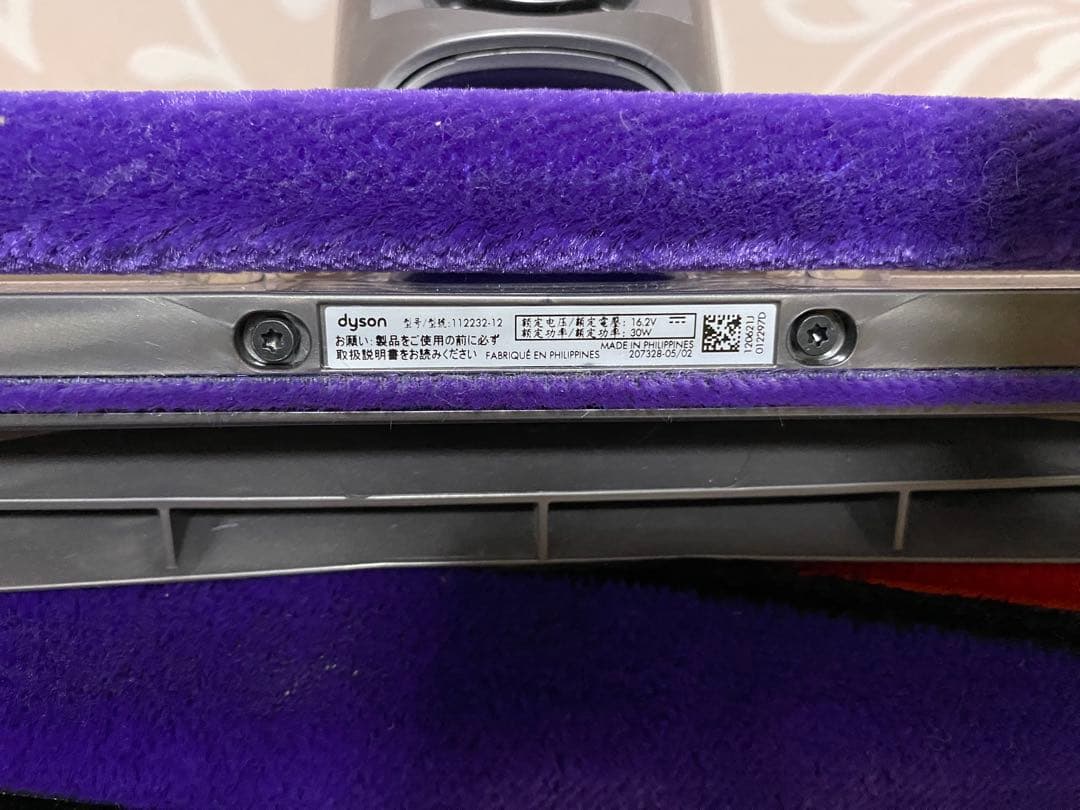 dyson 型号/型號:112232-12
お願い:製品をご使用の前に必ず
取扱説明書をお読みください FABRIQUÉ EN PHILIPPINES
额定电压/額定電壓: 16.2V
额定功率/額定功率: 30W
MADE IN PHILIPPINES
207328-05/02
120621J
012297D